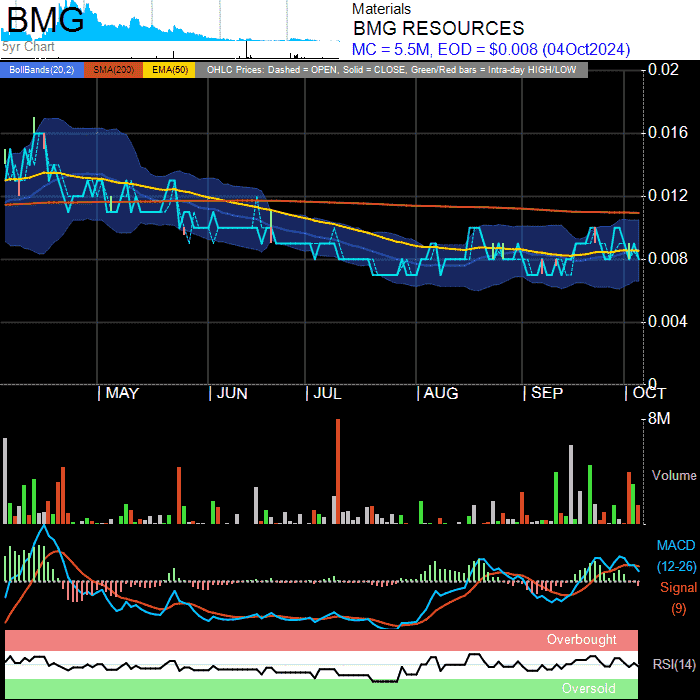 BMG
5yr Chart
Materials
BMG RESOURCES
MC = 5.5M, EOD = $0.008 (04Oct2024)
BollBands(20,2) SMA(200) EMA(50) OHLC Prices: Dashed = OPEN, Solid = CLOSE, Green/Red bars = Intra-day HIGH/LOW
0.02
0.016
0.012
0.008
0.004
0
MAY JUN JUL AUG SEP OCT
8M
Volume
MACD
(12-26)
Signal
(9)
Overbought
RSI(14)
Oversold